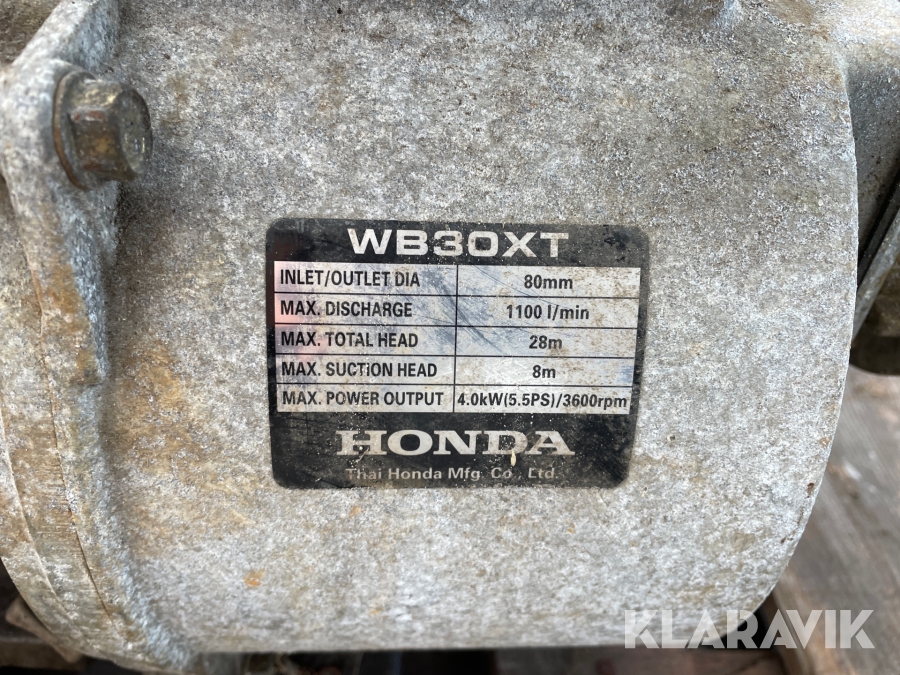 WB30XT
INLET/OUTLET DIA 80mm
MAX. DISCHARGE 1100 l/min
MAX. TOTAL HEAD 28m
MAX. SUCTION HEAD 8m
MAX. POWER OUTPUT 4.0kW(5.5PS)/3600rpm
HONDA
Thai Honda Mfg. Co., Ltd.
KLARAVIK